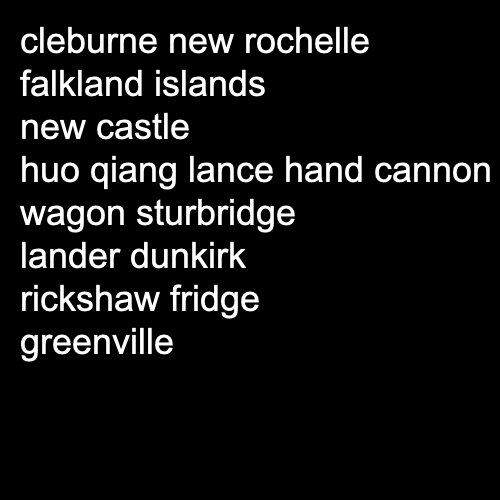 cleburne new rochelle
falkland islands
new castle
huo qiang lance hand cannon
wagon sturbridge
lander dunkirk
rickshaw fridge
greenville